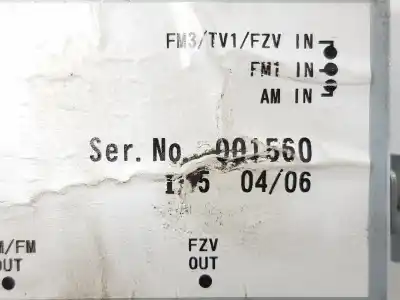 FM3/TV1/FZV IN
FM1 IN
AM IN
Ser. No. 001560
04/06
M/FM
OUT
FZV
OUT